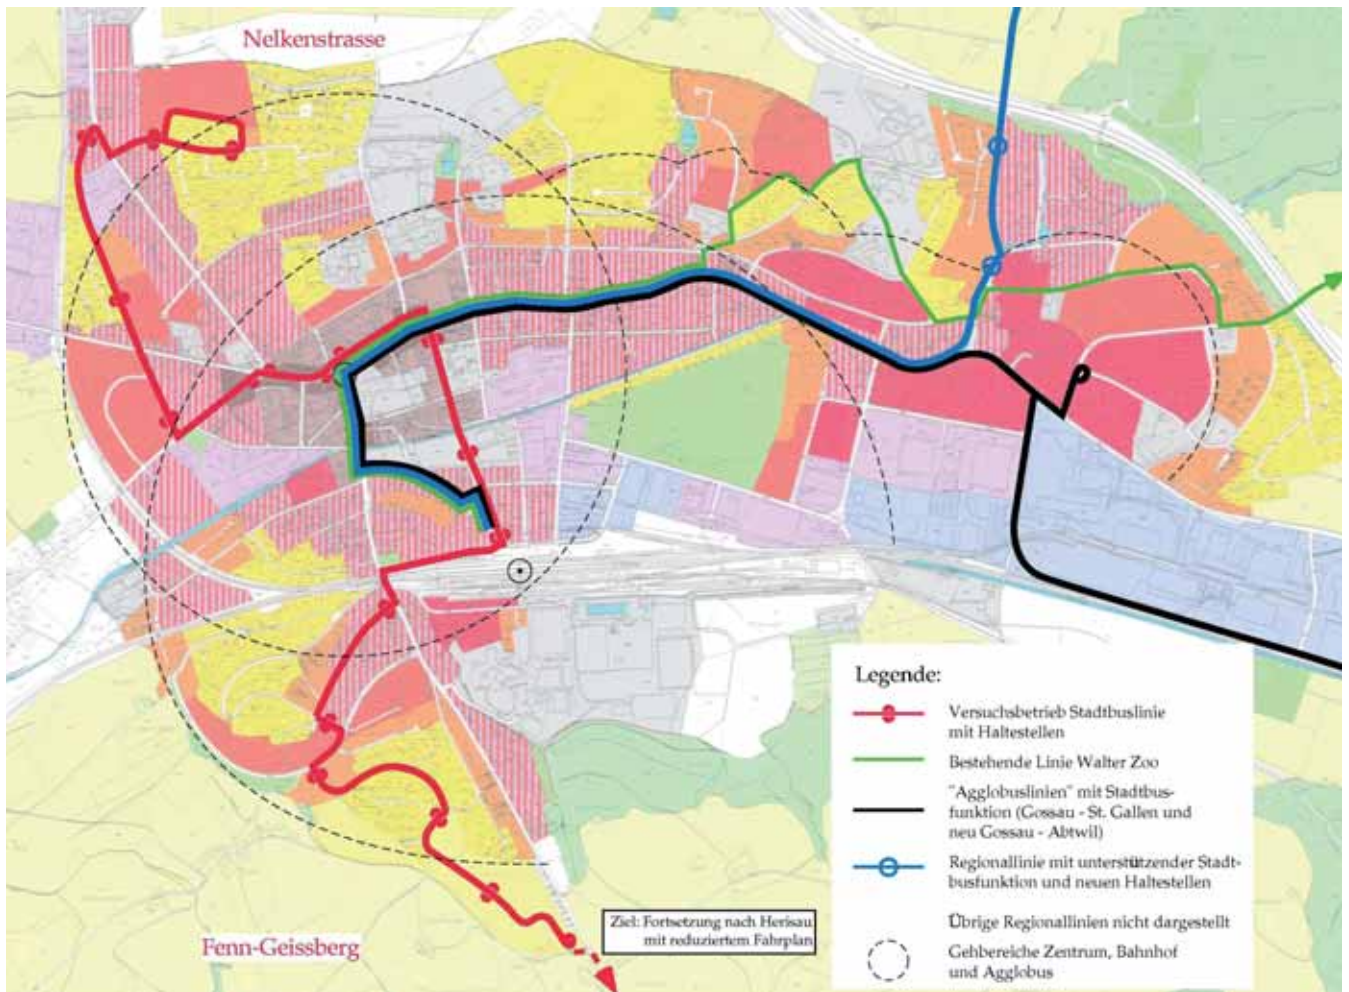 Nelkenstrasse
Legende:
Versuchsbetrieb Stadtbuslinie
mit Haltestellen
Bestehende Linie Walter Zoo
"Agglobuslinien" mit Stadtbus-
funktion (Gossau - St. Gallen und
neu Gossau - Abtwil)
Regionallinie mit unterstützender Stadt-
busfunktion und neuen Haltestellen
Übrige Regionallinien nicht dargestellt
Gehbereiche Zentrum, Bahnhof
und Agglobus
Ziel: Fortsetzung nach Herisau
mit reduziertem Fahrplan
Fenn-Geissberg